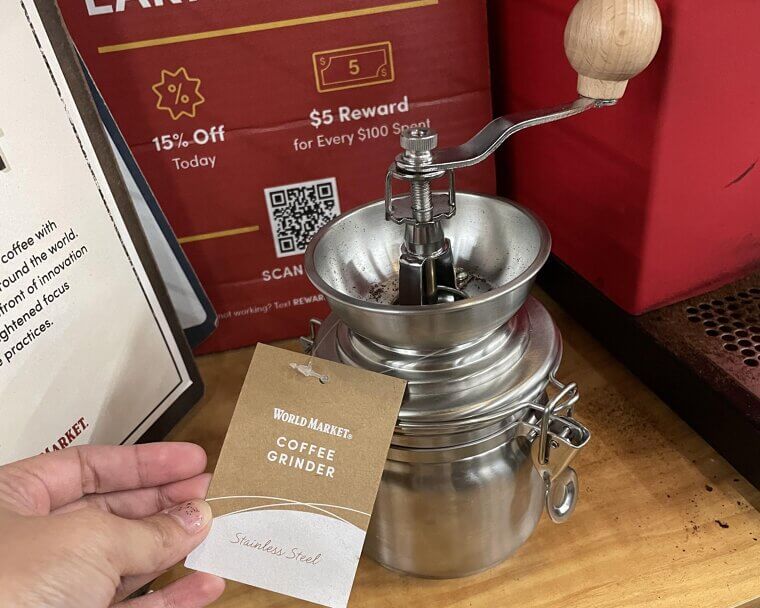 15% Off
Today
$ 5 $
$5 Reward
for Every $100 Spent
SCAN
not working? Text REWAR
coffee with
round the world.
front of innovation
ghtened focus
practices.
MARKET
WORLD MARKET®
COFFEE
GRINDER
Stainless Steel